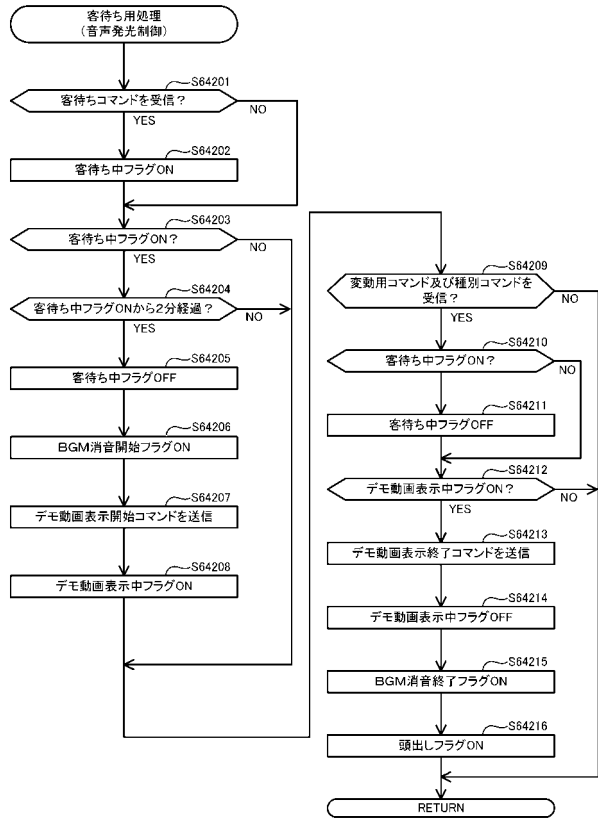 客待ち用処理
(音声発光制御)
S64201
客待ちコマンドを受信？
NO
YES
S64202
客待ち中フラグON
S64203
客待ち中フラグON？
NO
YES
S64204
客待ち中フラグONから2分経過？
NO
YES
S64205
客待ち中フラグOFF
S64206
BGM消音開始フラグON
S64207
デモ動画表示開始コマンドを送信
S64208
デモ動画表示中フラグON
S64209
変動用コマンド及び種別コマンドを
受信？
NO
YES
S64210
客待ち中フラグON？
NO
YES
S64211
客待ち中フラグOFF
S64212
デモ動画表示中フラグON？
NO
YES
S64213
デモ動画表示終了コマンドを送信
S64214
デモ動画表示中フラグOFF
S64215
BGM消音終了フラグON
S64216
頭出しフラグON
RETURN